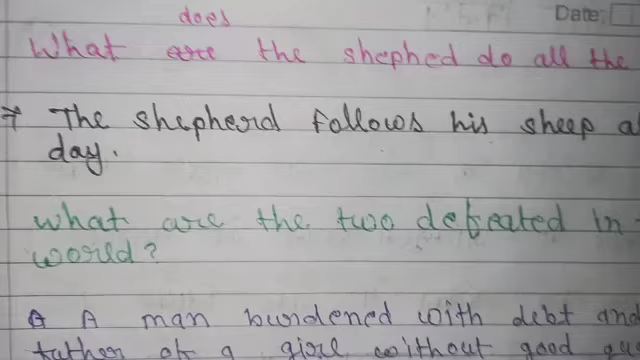 Date:
does
What are the shephed do all the
⇒ The shepherd follows his sheep a
day.
what are the two defeated in
world?
A A man burdened with debt and
father of a girl without good